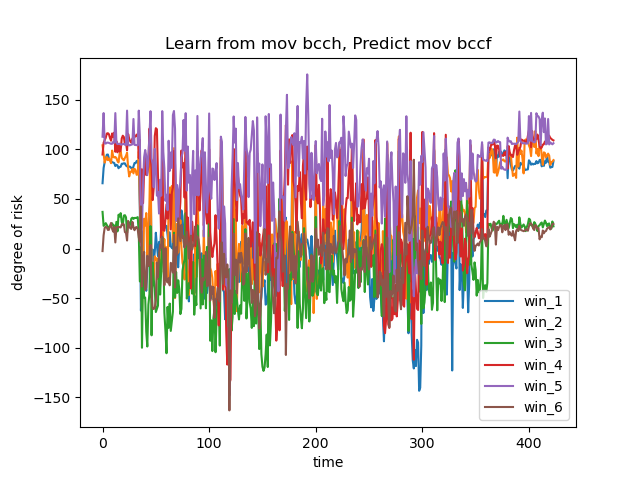 Learn from mov bcch, Predict mov bccf
degree of risk
150
100
50
0
−50
−100
−150
0 100 200 300 400
time
win_1
win_2
win_3
win_4
win_5
win_6